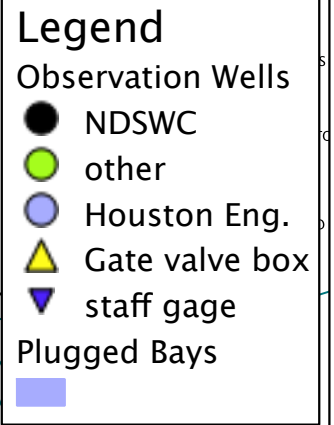 Legend
Observation Wells
NDSWC
other
Houston Eng.
Gate valve box
staff gage
Plugged Bays